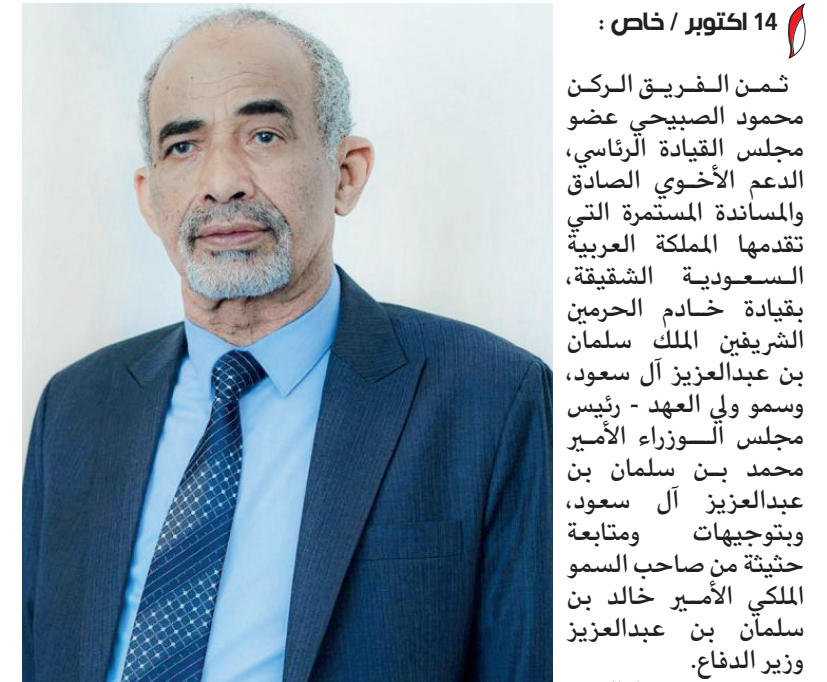 14 اكتوبر / خاص :
ثمن الفريق الركن
محمود الصبيحي عضو
مجلس القيادة الرئاسي،
الدعم الأخوي الصادق
والمساندة المستمرة التي
تقدمها المملكة العربية
السعودية الشقيقة،
بقيادة خادم الحرمين
الشريفين الملك سلمان
بن عبدالعزيز آل سعود،
وسمو ولي العهد - رئيس
مجلس الوزراء الأمير
محمد بن سلمان بن
عبدالعزيز آل سعود،
وبتوجيهات ومتابعة
حثيثة من صاحب السمو
الملكي الأمير خالد بن
سلمان بن عبدالعزيز
وزير الدفاع.